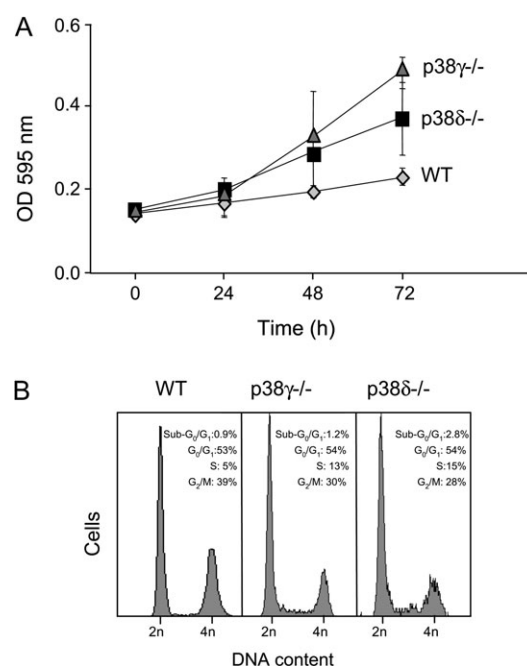 A
0.6
0.4
0.2
0.0
OD 595 nm
p38γ-/-
p38δ-/-
WT
0 24 48 72
Time (h)
B
WT p38γ-/- p38δ-/-
Sub-G0/G1:0.9%
G0/G1:53%
S: 5%
G2/M: 39%
Sub-G0/G1:1.2%
G0/G1: 54%
S: 13%
G2/M: 30%
Sub-G0/G1:2.8%
G0/G1: 54%
S:15%
G2/M: 28%
Cells
2n 4n 2n 4n 2n 4n
DNA content